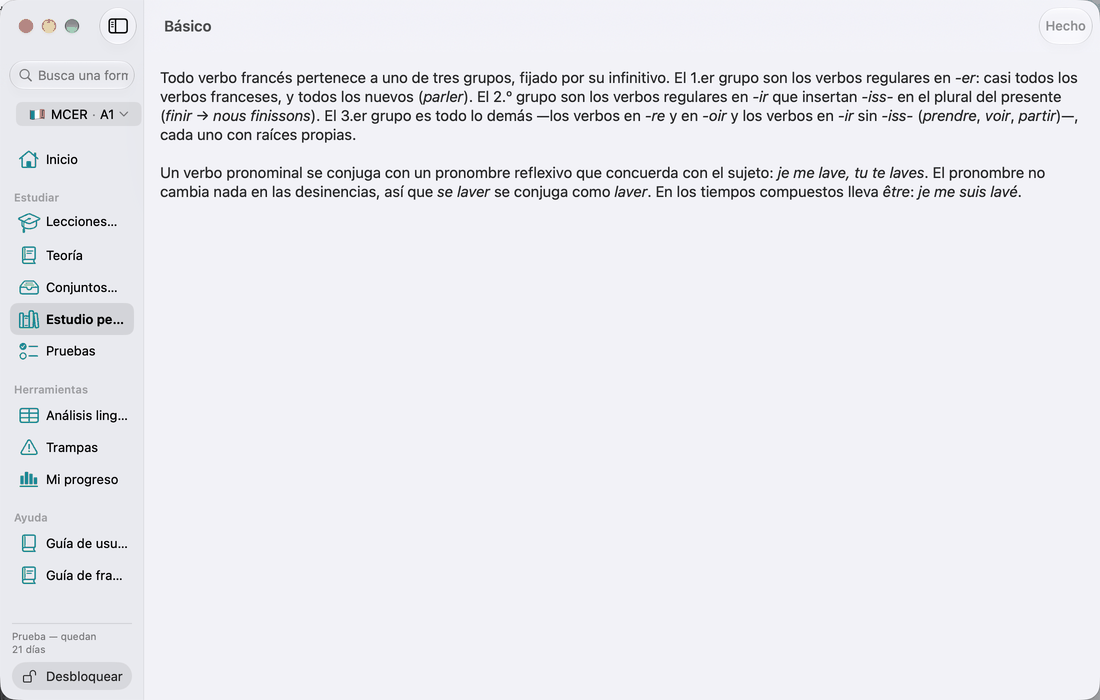 Básico
Hecho
Busca una forn
MCER · A1
Inicio
Estudiar
Lecciones...
Teoría
Conjuntos...
Estudio pe...
Pruebas
Herramientas
Análisis ling...
Trampas
Mi progreso
Ayuda
Guía de usu...
Guía de fra...
Prueba — quedan
21 días
Desbloquear
Todo verbo francés pertenece a uno de tres grupos, fijado por su infinitivo. El 1.er grupo son los verbos regulares en -er: casi todos los
verbos franceses, y todos los nuevos (parler). El 2.º grupo son los verbos regulares en -ir que insertan -iss- en el plural del presente
(finir → nous finissons). El 3.er grupo es todo lo demás —los verbos en -re y en -oir y los verbos en -ir sin -iss- (prendre, voir, partir)—,
cada uno con raíces propias.
Un verbo pronominal se conjuga con un pronombre reflexivo que concuerda con el sujeto: je me lave, tu te laves. El pronombre no
cambia nada en las desinencias, así que se laver se conjuga como laver. En los tiempos compuestos lleva être: je me suis lavé.